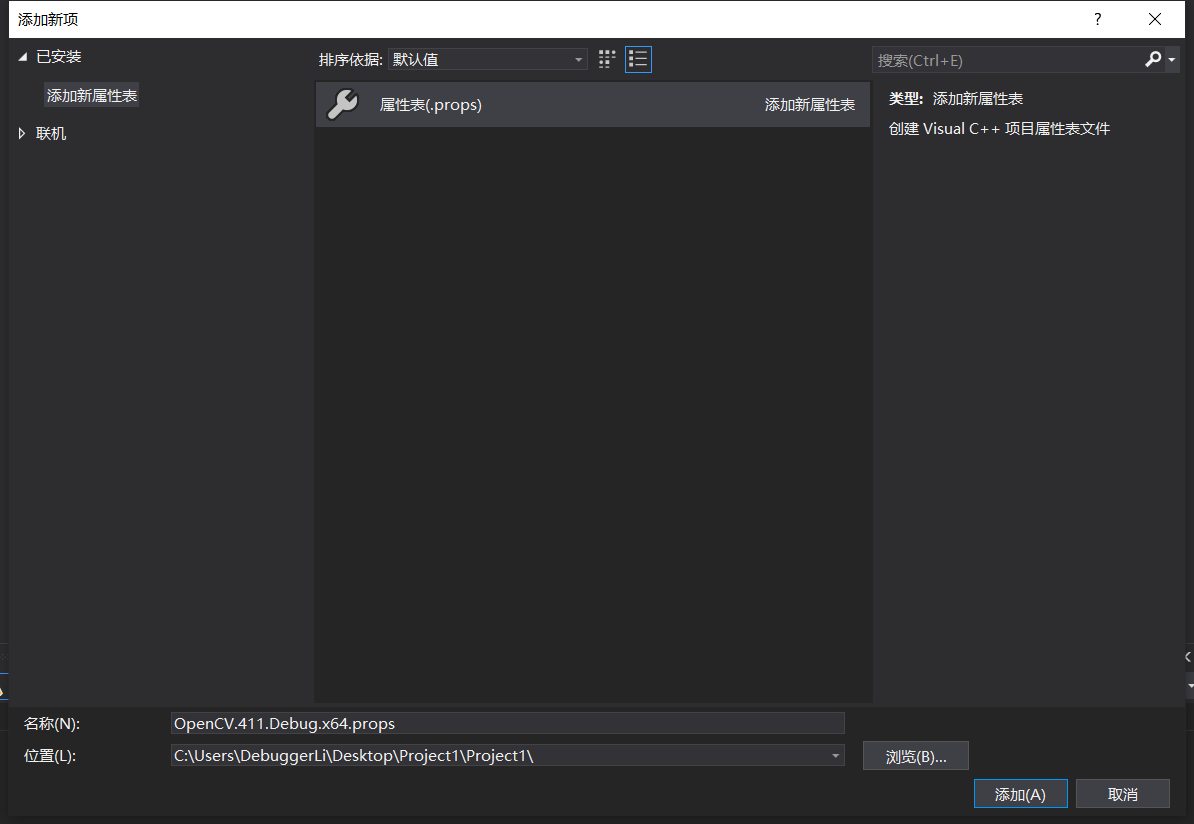 添加新项
?
已安装
添加新属性表
联机
排序依据: 默认值
属性表(.props) 添加新属性表
搜索(Ctrl+E)
类型: 添加新属性表
创建 Visual C++ 项目属性表文件
名称(N): OpenCV.411.Debug.x64.props
位置(L): C:\Users\DebuggerLi\Desktop\Project1\Project1\
浏览(B)...
添加(A) 取消